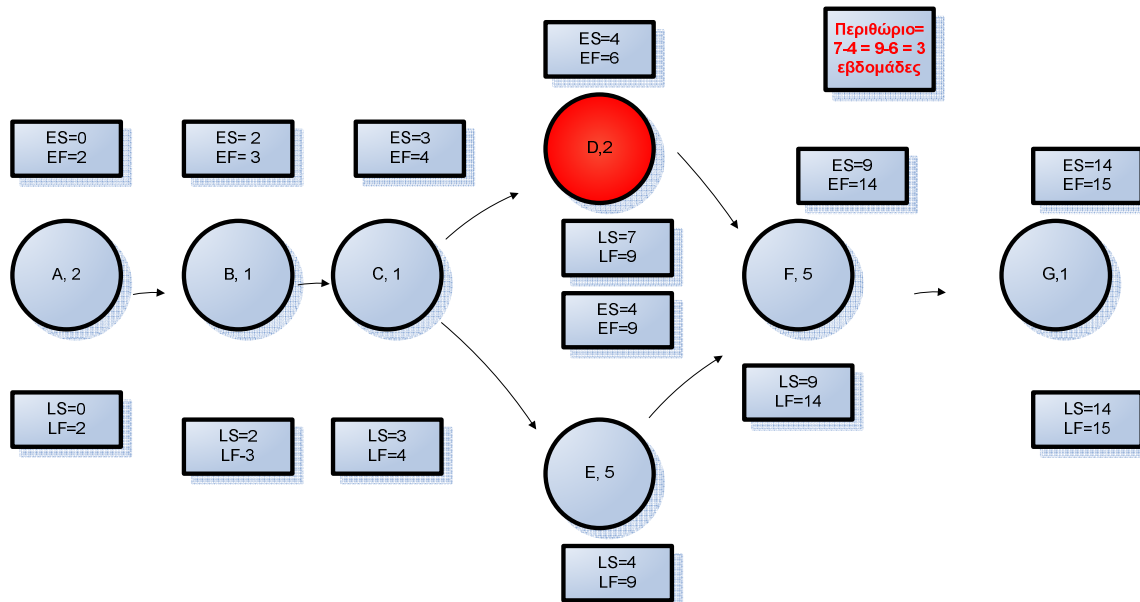 ES=4
EF=6
Περιθώριο=
7-4 = 9-6 = 3
εβδομάδες
ES=0
EF=2
ES= 2
EF= 3
ES=3
EF=4
D,2
ES=9
EF=14
ES=14
EF=15
A, 2
B, 1
C, 1
LS=7
LF=9
F, 5
G,1
ES=4
EF=9
LS=0
LF=2
LS=2
LF-3
LS=3
LF=4
LS=9
LF=14
LS=14
LF=15
E, 5
LS=4
LF=9